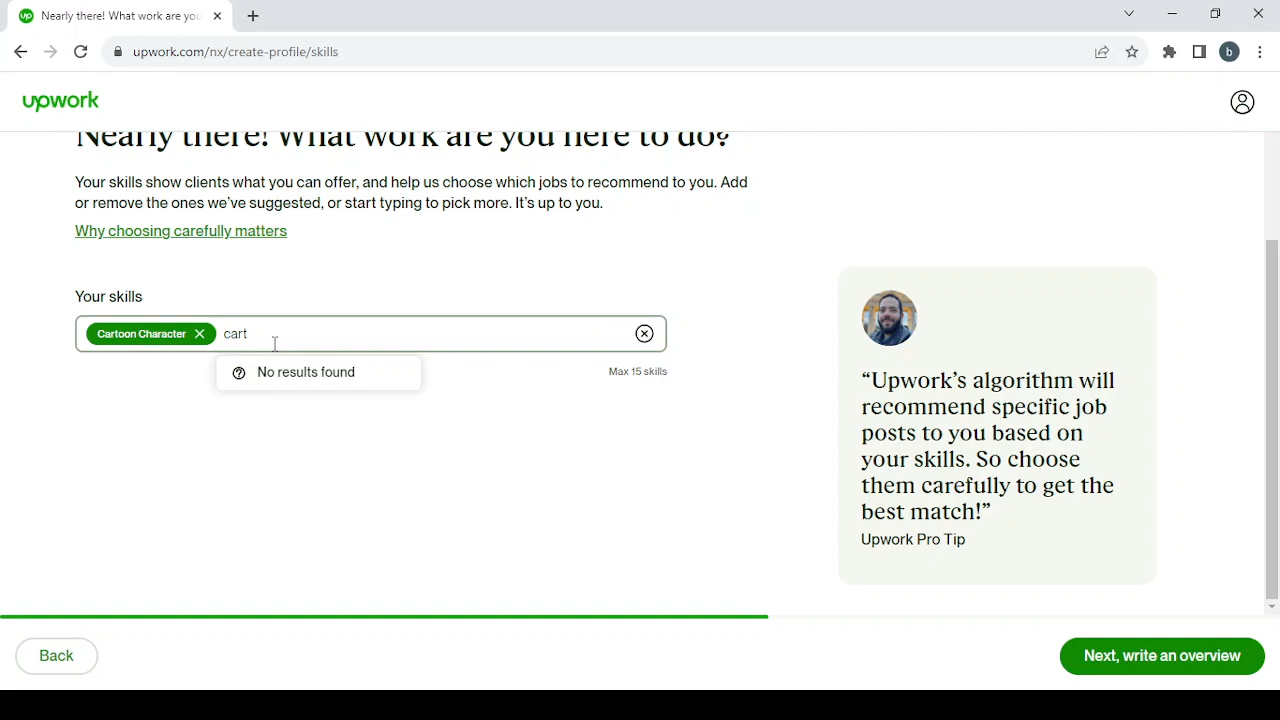 up Nearly there! What work are you
upwork.com/nx/create-profile/skills
b
upwork
Nearly there! What work are you here to do?
Your skills show clients what you can offer, and help us choose which jobs to recommend to you. Add
or remove the ones we've suggested, or start typing to pick more. It's up to you.
Why choosing carefully matters
Your skills
Cartoon Character cart
No results found
Max 15 skills
“Upwork’s algorithm will
recommend specific job
posts to you based on
your skills. So choose
them carefully to get the
best match!”
Upwork Pro Tip
Back
Next, write an overview